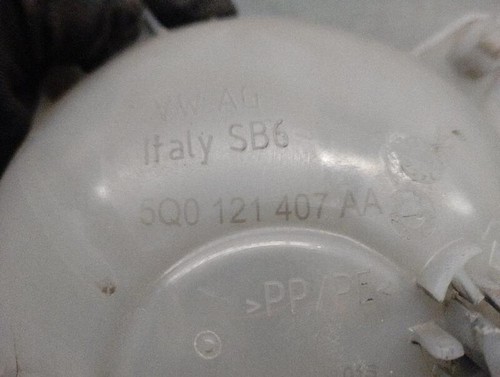 VW AG
Italy SB6
5Q0 121 407 AA
>PP/PE<